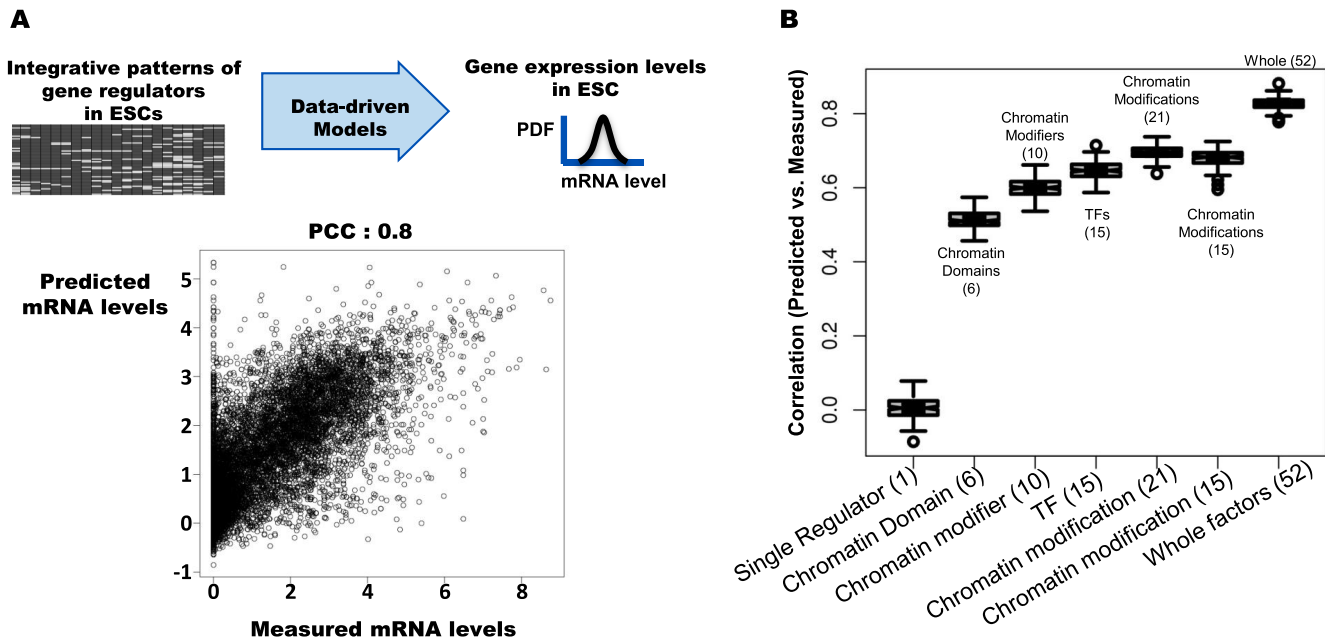 A
Integrative patterns of
gene regulators
in ESCs
Data-driven
Models
Gene expression levels
in ESC
PDF
mRNA level
PCC : 0.8
Predicted
mRNA levels
5
4
3
2
1
0
-1
0
2
4
6
8
Measured mRNA levels
B
Correlation (Predicted vs. Measured)
0.8
0.6
0.4
0.2
0.0
Whole (52)
Chromatin
Modifications
(21)
Chromatin
Modifiers
(10)
TFs
(15)
Chromatin
Modifications
(15)
Chromatin
Domains
(6)
Single Regulator (1)
Chromatin Domain (6)
Chromatin modifier (10)
TF (15)
Chromatin modification (21)
Chromatin modification (15)
Whole factors (52)